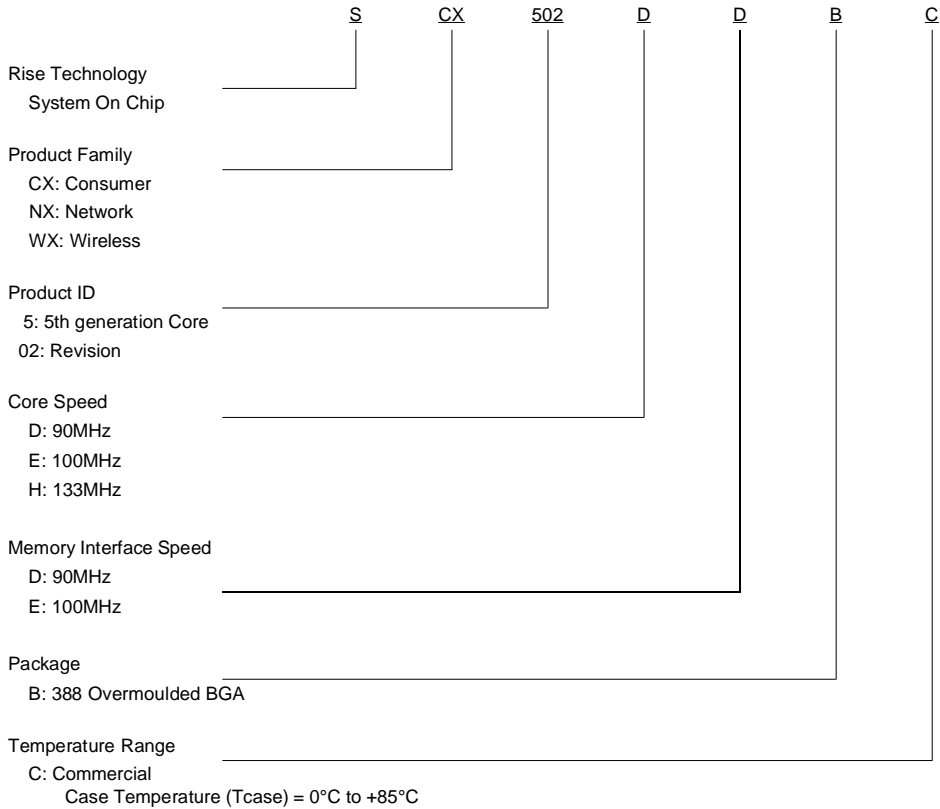 S CX 502 D D B C
Rise Technology
System On Chip
Product Family
CX: Consumer
NX: Network
WX: Wireless
Product ID
5: 5th generation Core
02: Revision
Core Speed
D: 90MHz
E: 100MHz
H: 133MHz
Memory Interface Speed
D: 90MHz
E: 100MHz
Package
B: 388 Overmoulded BGA
Temperature Range
C: Commercial
Case Temperature (Tcase) = 0°C to +85°C